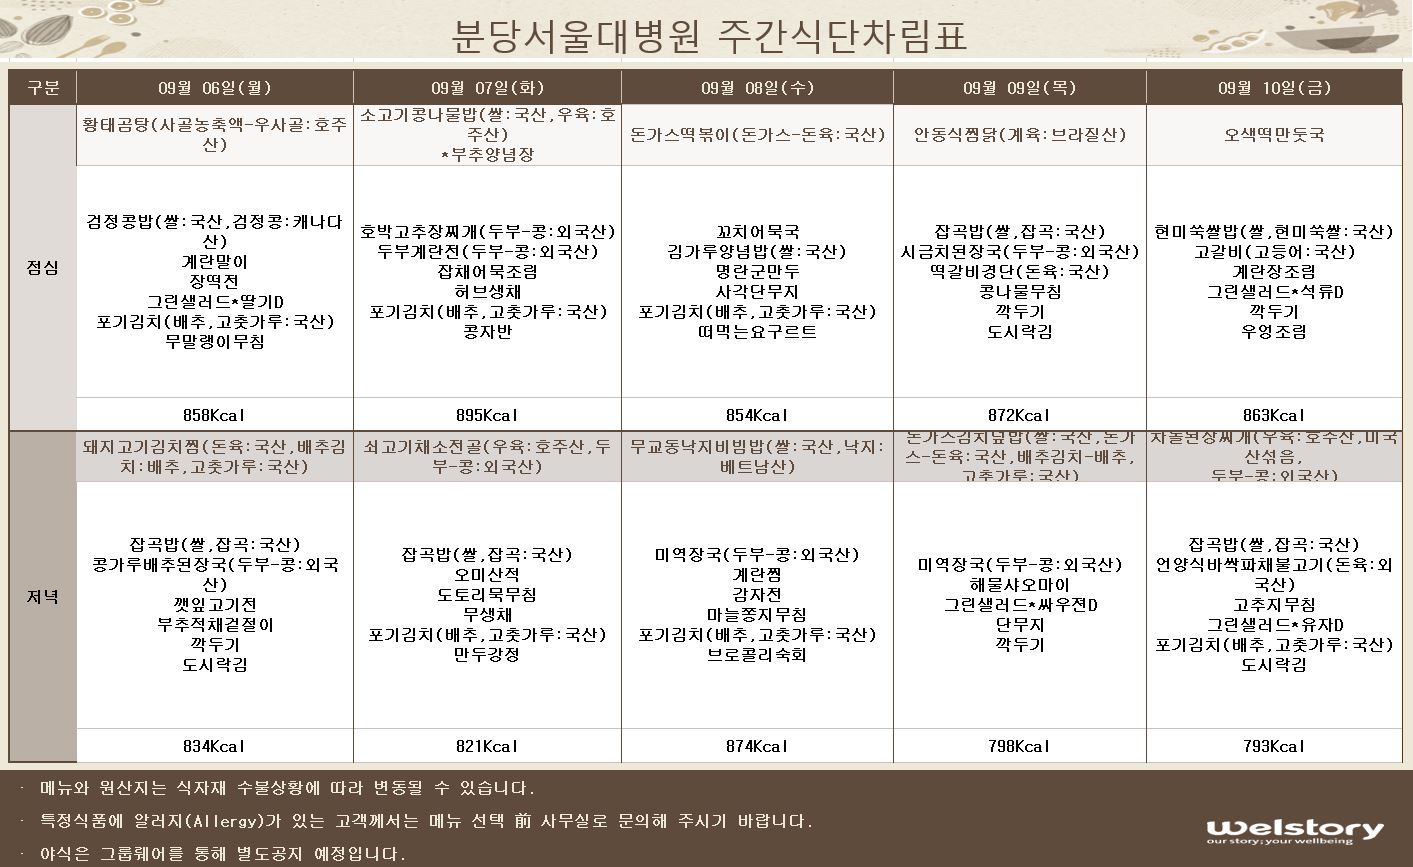 분당서울대병원 주간식단차림표
구분
09월 06일(월)
09월 07일(화)
09월 08일(수)
09월 09일(목)
09월 10일(금)
점심
황태곰탕(사골농축액-우사골:호주
산)
소고기콩나물밥(쌀:국산,우육:호
주산)
*부추양념장
돈가스떡볶이(돈가스-돈육:국산)
안동식찜닭(계육:브라질산)
오색떡만둣국
검정콩밥(쌀:국산,검정콩:캐나다
산)
계란말이
장떡전
그린샐러드*딸기D
포기김치(배추,고춧가루:국산)
무말랭이무침
호박고추장찌개(두부-콩:외국산)
두부계란전(두부-콩:외국산)
잡채어묵조림
허브생채
포기김치(배추,고춧가루:국산)
콩자반
꼬치어묵국
김가루양념밥(쌀:국산)
명란군만두
사각단무지
포기김치(배추,고춧가루:국산)
떠먹는요구르트
잡곡밥(쌀,잡곡:국산)
시금치된장국(두부-콩:외국산)
떡갈비경단(돈육:국산)
콩나물무침
깍두기
도시락김
현미쑥쌀밥(쌀,현미쑥쌀:국산)
고갈비(고등어:국산)
계란장조림
그린샐러드*석류D
깍두기
우엉조림
858Kcal
895Kcal
854Kcal
872Kcal
863Kcal
저녁
돼지고기김치찜(돈육:국산,배추김
치:배추,고춧가루:국산)
쇠고기채소전골(우육:호주산,두
부-콩:외국산)
무교동낙지비빔밥(쌀:국산,낙지:
베트남산)
돈가스김치덮밥(쌀:국산,돈가
스-돈육:국산,배추김치-배추,
고춧가루:국산)
차돌된장찌개(우육:호주산,미국
산섞음,
두부-콩:외국산)
잡곡밥(쌀,잡곡:국산)
콩가루배추된장국(두부-콩:외국
산)
깻잎고기전
부추적채겉절이
깍두기
도시락김
잡곡밥(쌀,잡곡:국산)
오미산적
도토리묵무침
무생채
포기김치(배추,고춧가루:국산)
만두강정
미역장국(두부-콩:외국산)
계란찜
감자전
마늘쫑지무침
포기김치(배추,고춧가루:국산)
브로콜리숙회
미역장국(두부-콩:외국산)
해물샤오마이
그린샐러드*싸우젼D
단무지
깍두기
잡곡밥(쌀,잡곡:국산)
언양식바싹파채불고기(돈육:외
국산)
고추지무침
그린샐러드*유자D
포기김치(배추,고춧가루:국산)
도시락김
834Kcal
821Kcal
874Kcal
798Kcal
793Kcal
· 메뉴와 원산지는 식자재 수불상황에 따라 변동될 수 있습니다.
· 특정식품에 알러지(Allergy)가 있는 고객께서는 메뉴 선택 前 사무실로 문의해 주시기 바랍니다.
· 야식은 그룹웨어를 통해 별도공지 예정입니다.
welstory
our story; your wellbeing